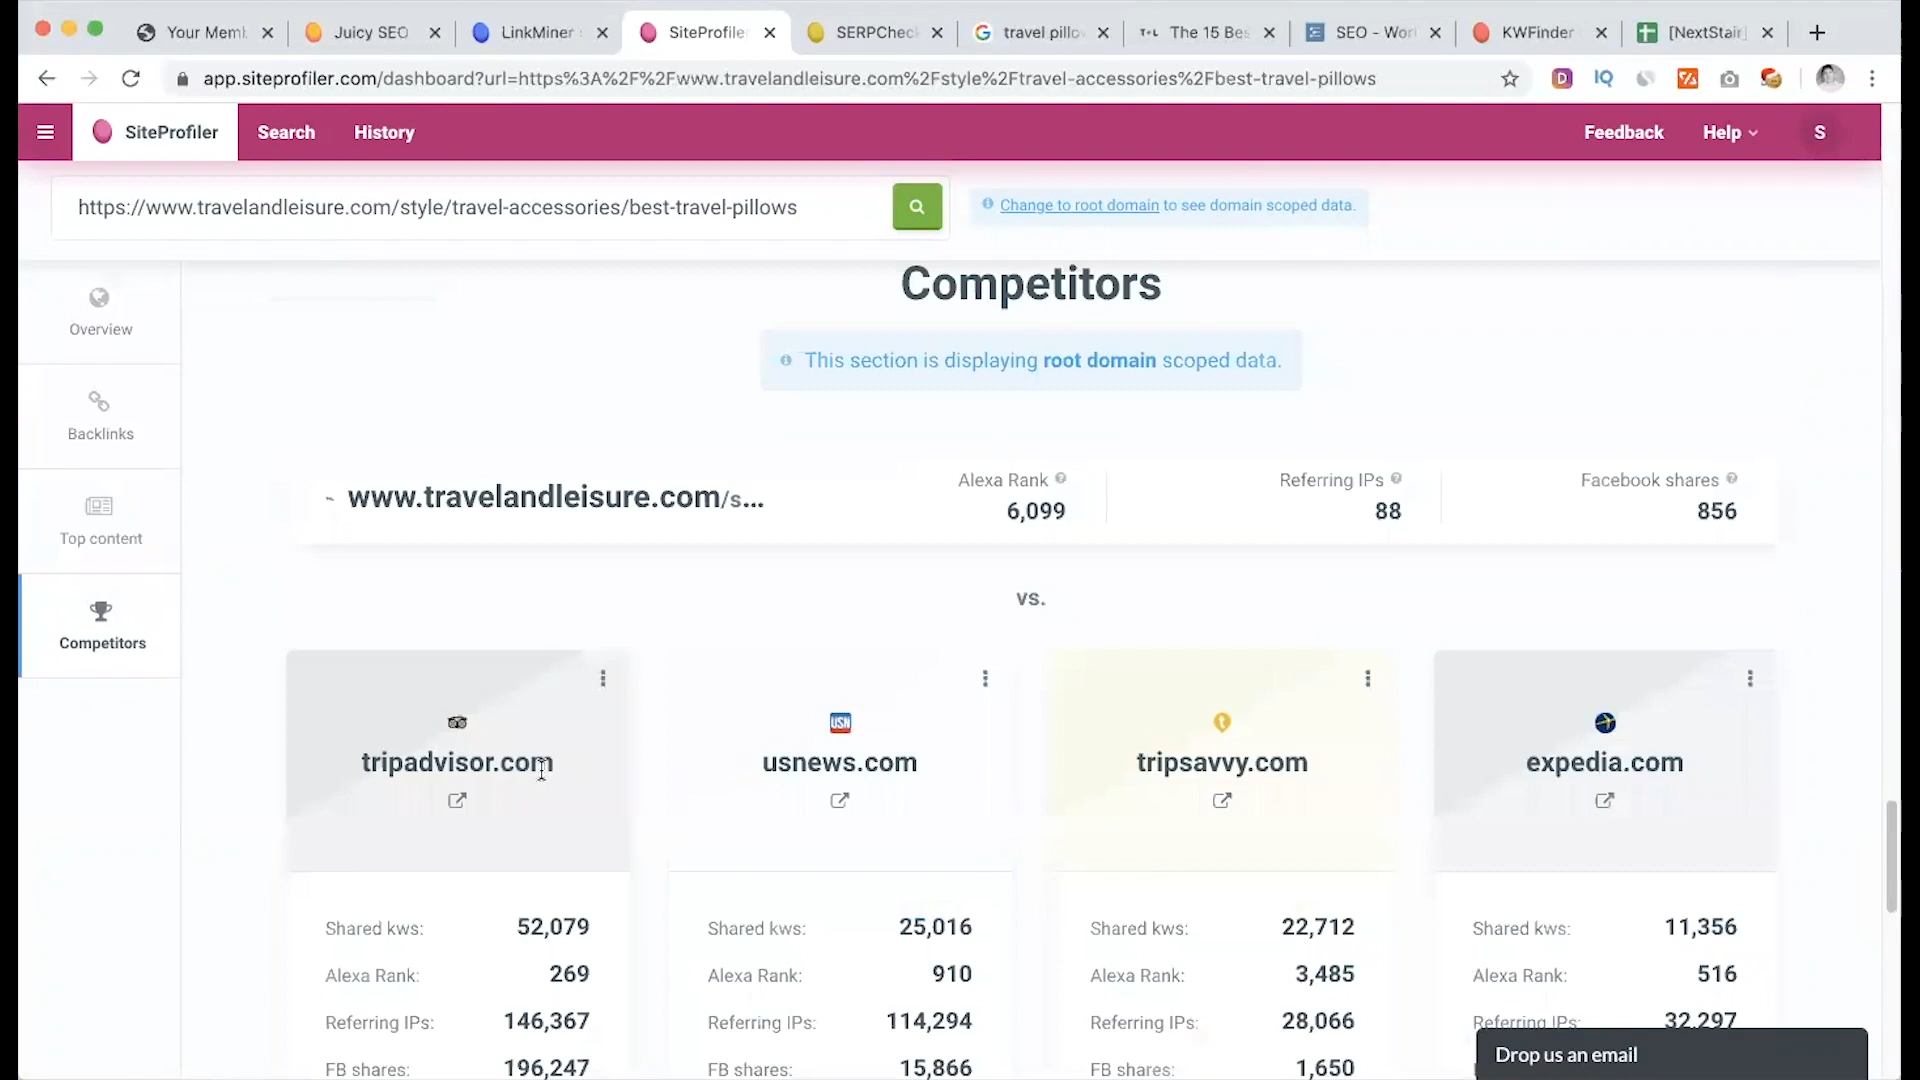 Your Mem
Juicy SEO
LinkMiner
SiteProfiler
SERPChec
travel pillo
T+L The 15 Bes
SEO - Wor
KWFinder
[NextStair
app.siteprofiler.com/dashboard?url=https%3A%2F%2Fwww.travelandleisure.com%2Fstyle%2Ftravel-accessories%2Fbest-travel-pillows
SiteProfiler Search History Feedback Help S
https://www.travelandleisure.com/style/travel-accessories/best-travel-pillows
Change to root domain to see domain scoped data.
Overview
Backlinks
Top content
Competitors
Competitors
This section is displaying root domain scoped data.
www.travelandleisure.com/s...
Alexa Rank
6,099
Referring IPs
88
Facebook shares
856
vs.
tripadvisor.com
Shared kws: 52,079
Alexa Rank: 269
Referring IPs: 146,367
FB shares: 196,247
USN
usnews.com
Shared kws: 25,016
Alexa Rank: 910
Referring IPs: 114,294
FB shares: 15,866
t
tripsavvy.com
Shared kws: 22,712
Alexa Rank: 3,485
Referring IPs: 28,066
FB shares: 1,650
expedia.com
Shared kws: 11,356
Alexa Rank: 516
Referring IPs: 32,297
Drop us an email